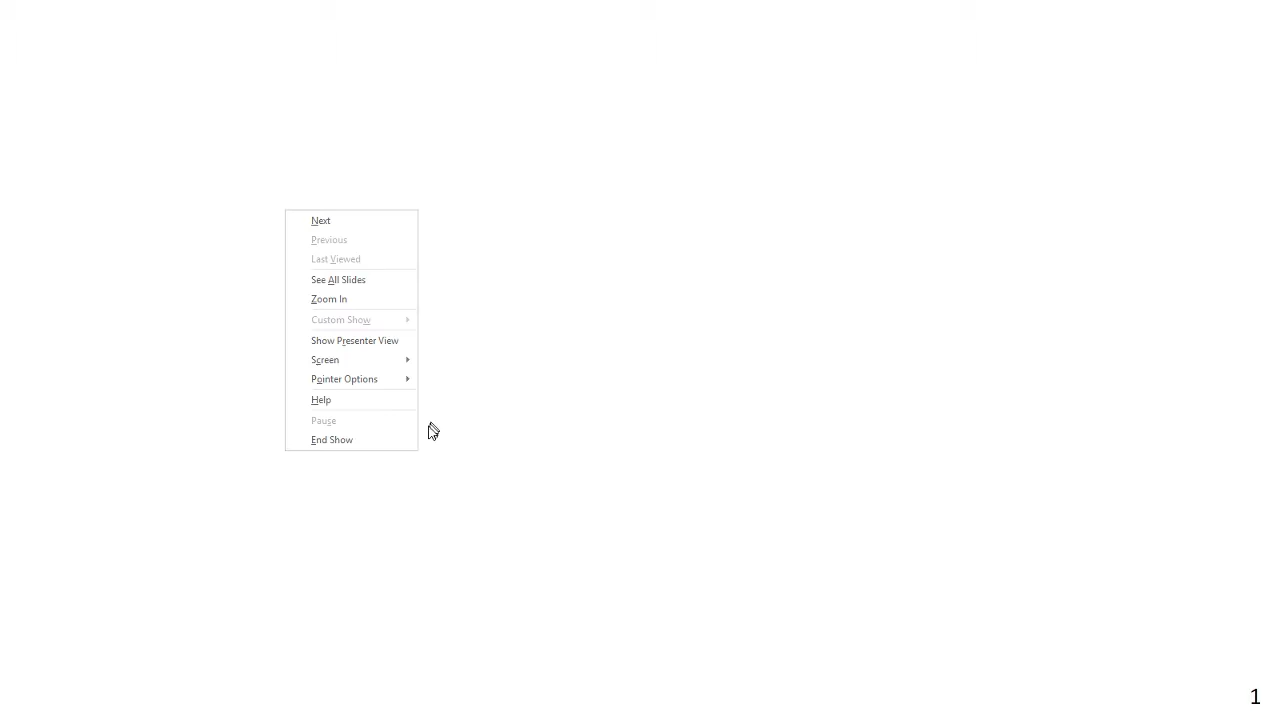 Next
Previous
Last Viewed
See All Slides
Zoom In
Custom Show
Show Presenter View
Screen
Pointer Options
Help
Pause
End Show
1